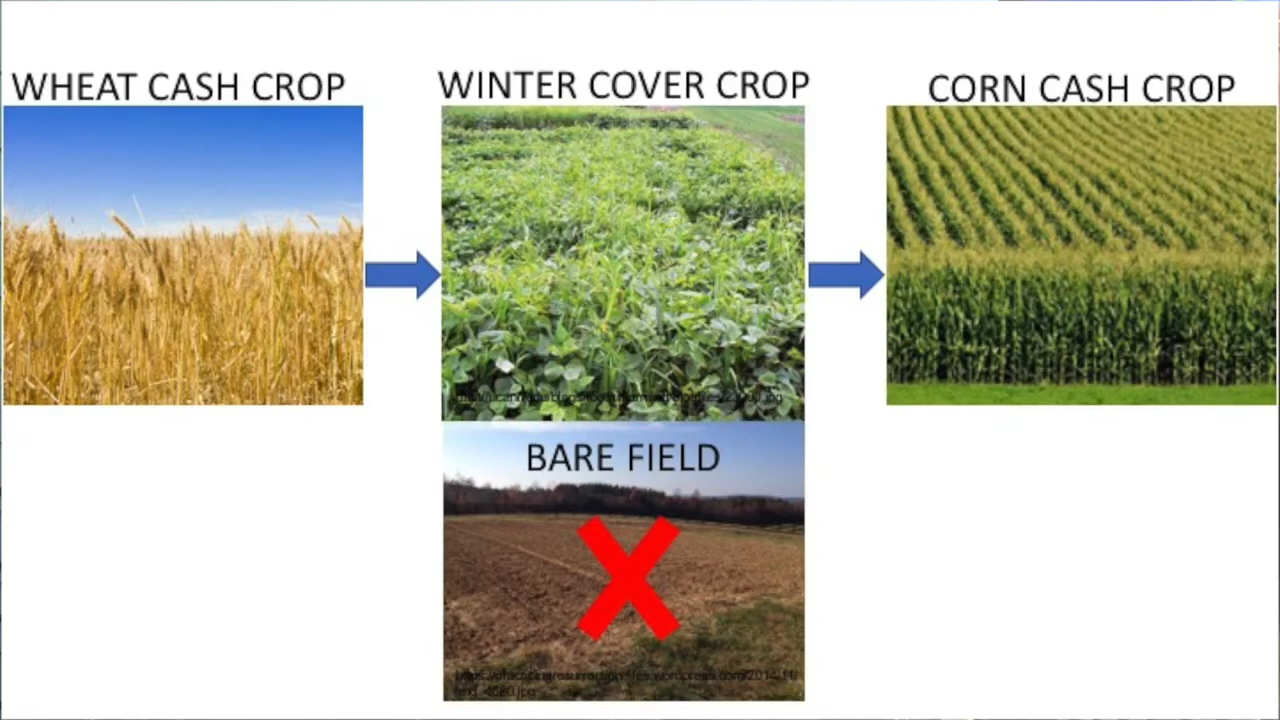 WHEAT CASH CROP
WINTER COVER CROP
CORN CASH CROP
BARE FIELD